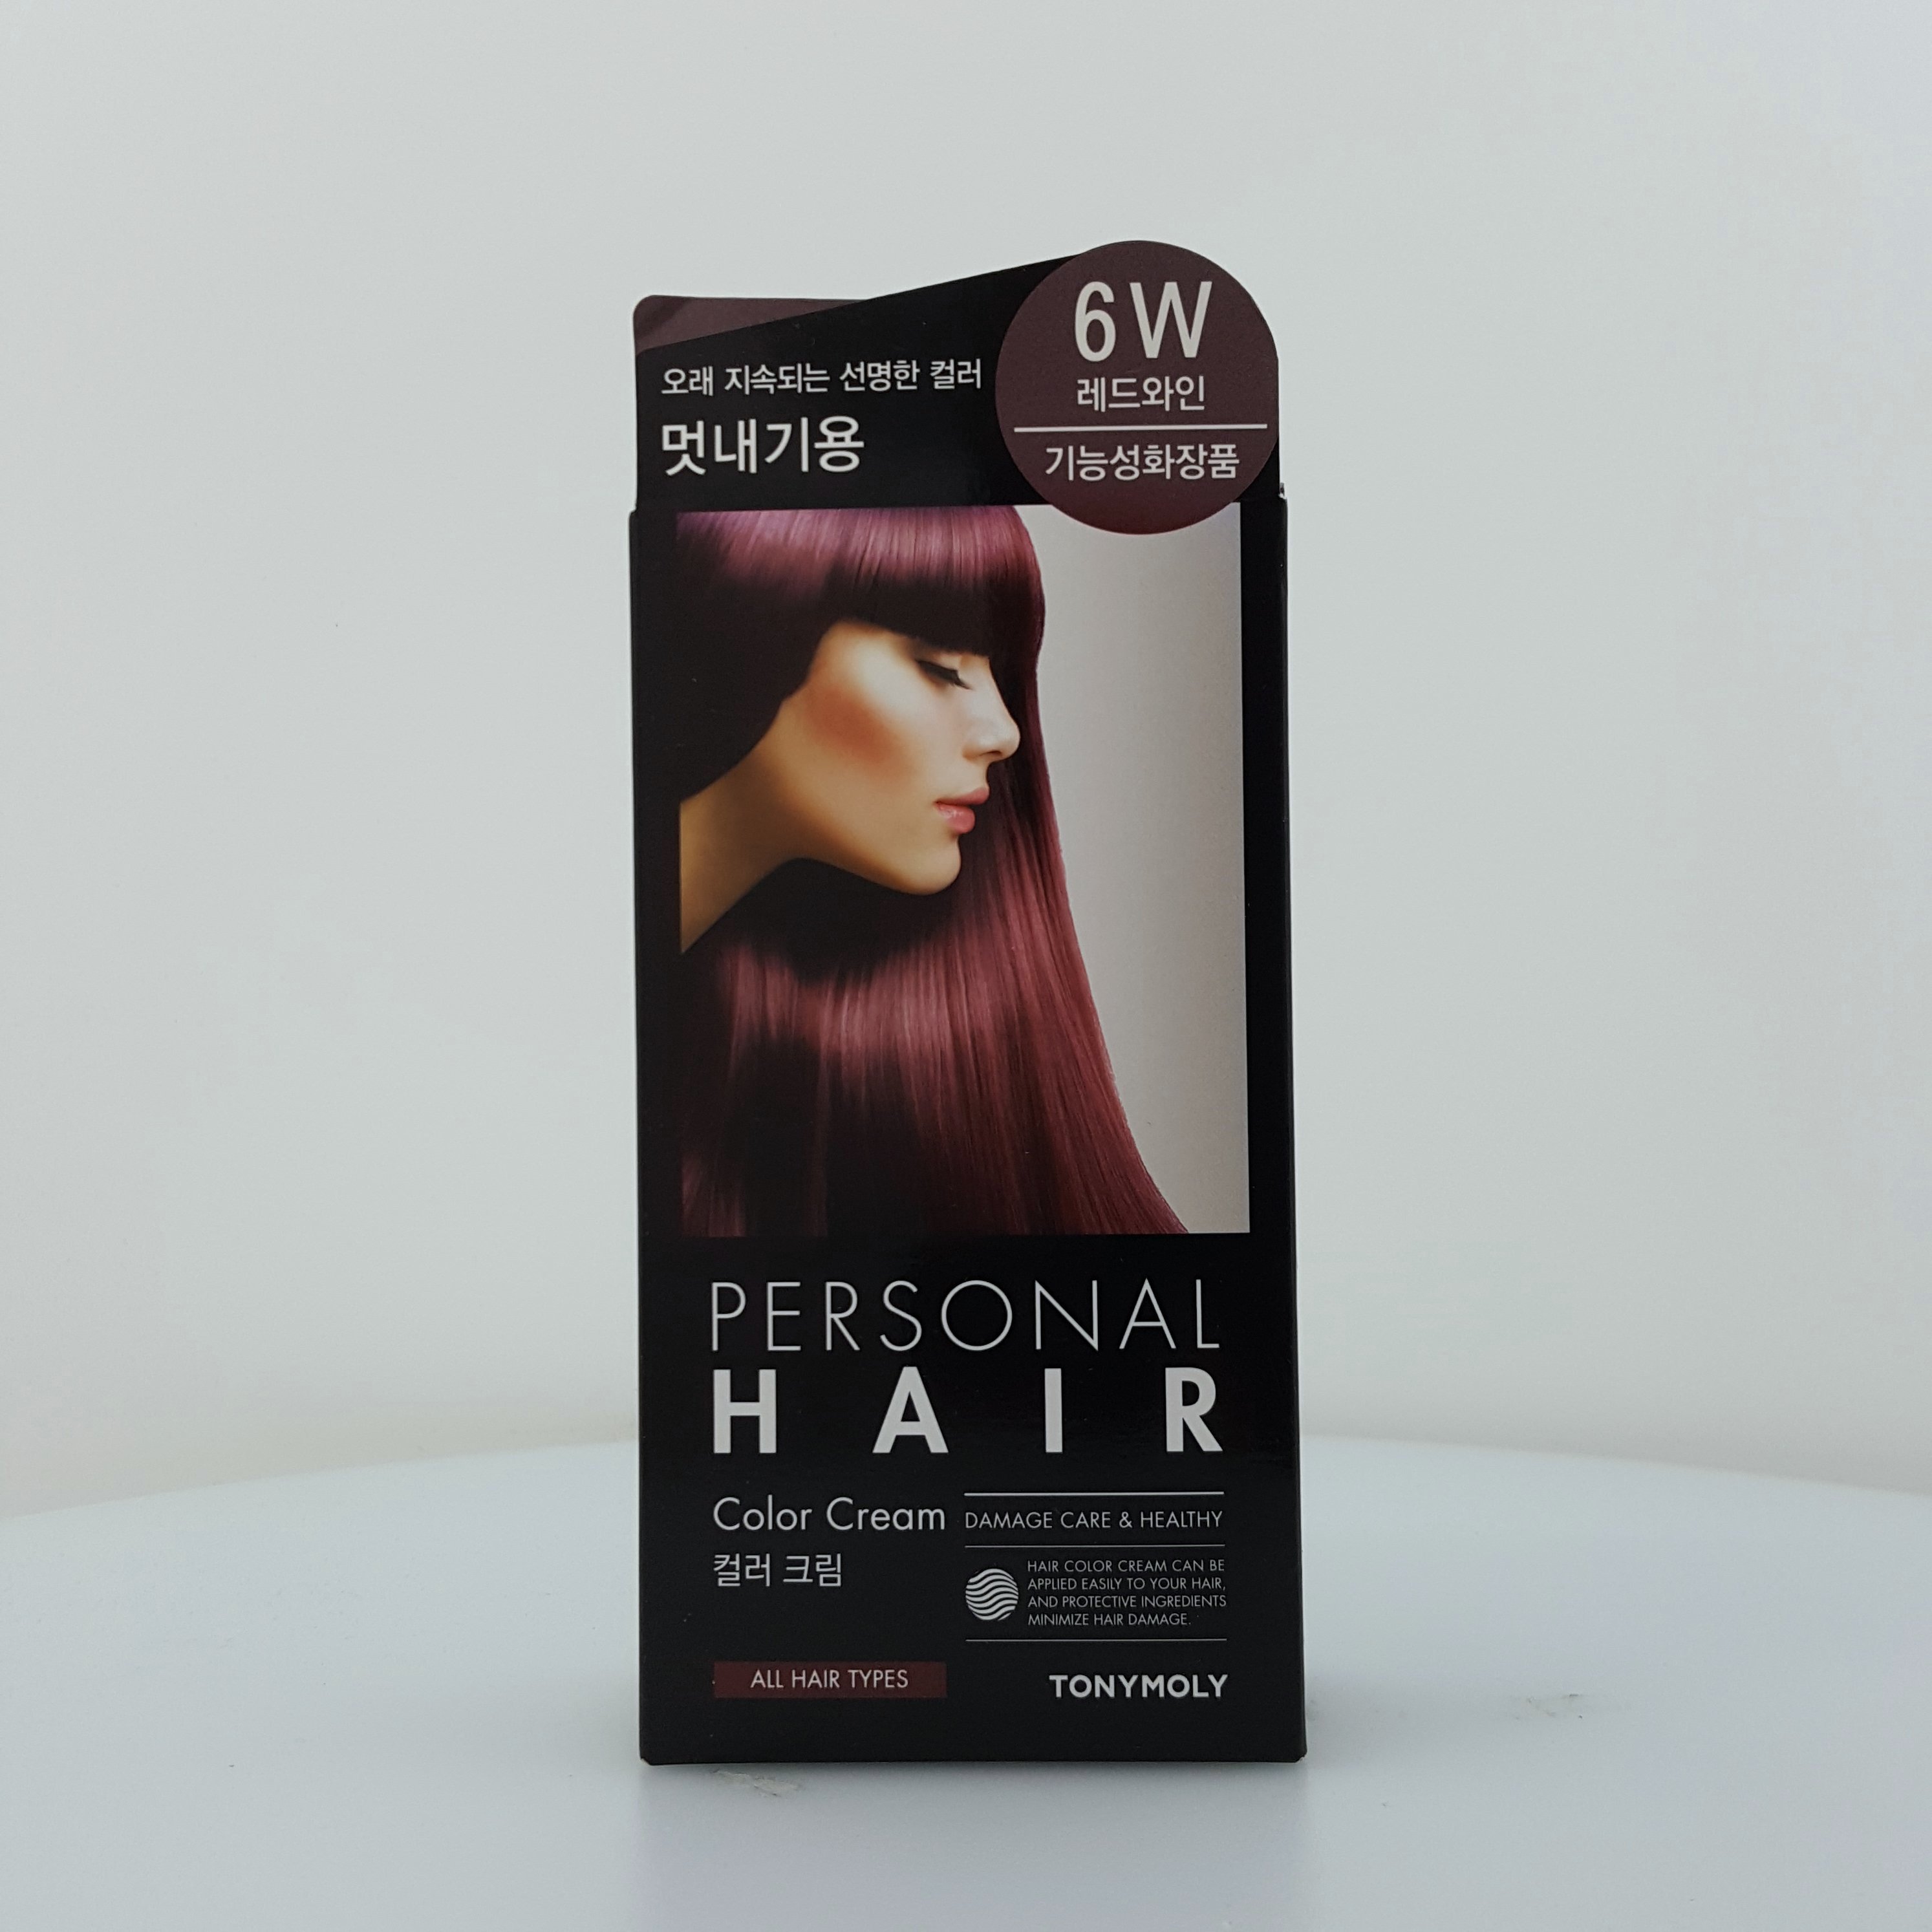 6W
레드와인
기능성화장품
오래 지속되는 선명한 컬러
멋내기용
PERSONAL
HAIR
Color Cream
컬러 크림
DAMAGE CARE & HEALTHY
HAIR COLOR CREAM CAN BE
APPLIED EASILY TO YOUR HAIR,
AND PROTECTIVE INGREDIENTS
MINIMIZE HAIR DAMAGE.
ALL HAIR TYPES
TONYMOLY